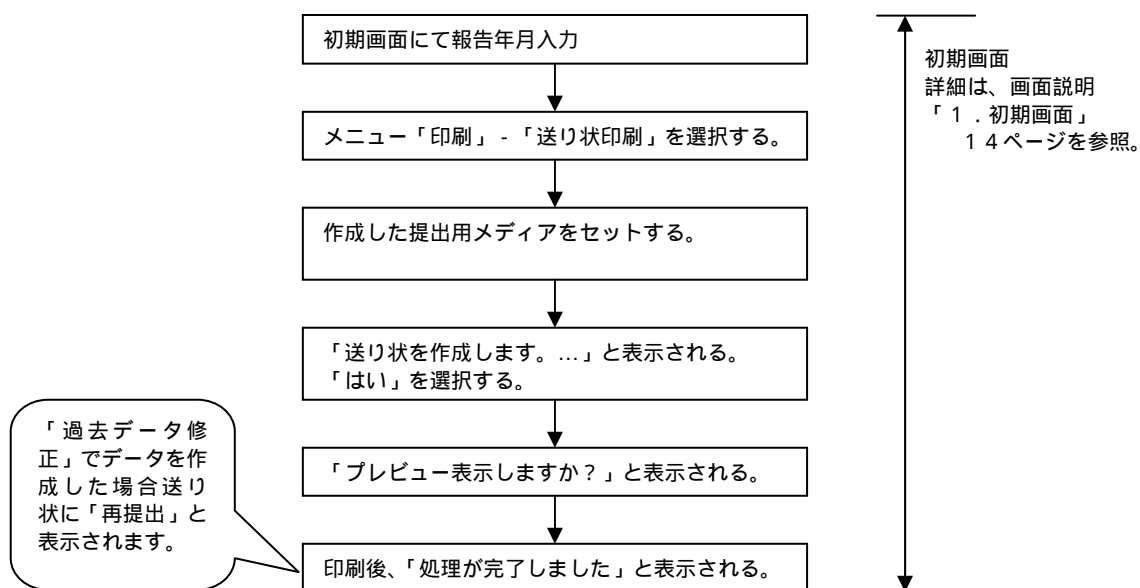 初期画面にて報告年月入力
初期画面
詳細は、画面説明
「１．初期画面」
１４ページを参照。
メニュー「印刷」-「送り状印刷」を選択する。
作成した提出用メディアをセットする。
「送り状を作成します。…」と表示される。
「はい」を選択する。
「過去データ修
正」でデータを作
成した場合送り
状に「再提出」と
表示されます。
「プレビュー表示しますか？」と表示される。
印刷後、「処理が完了しました」と表示される。